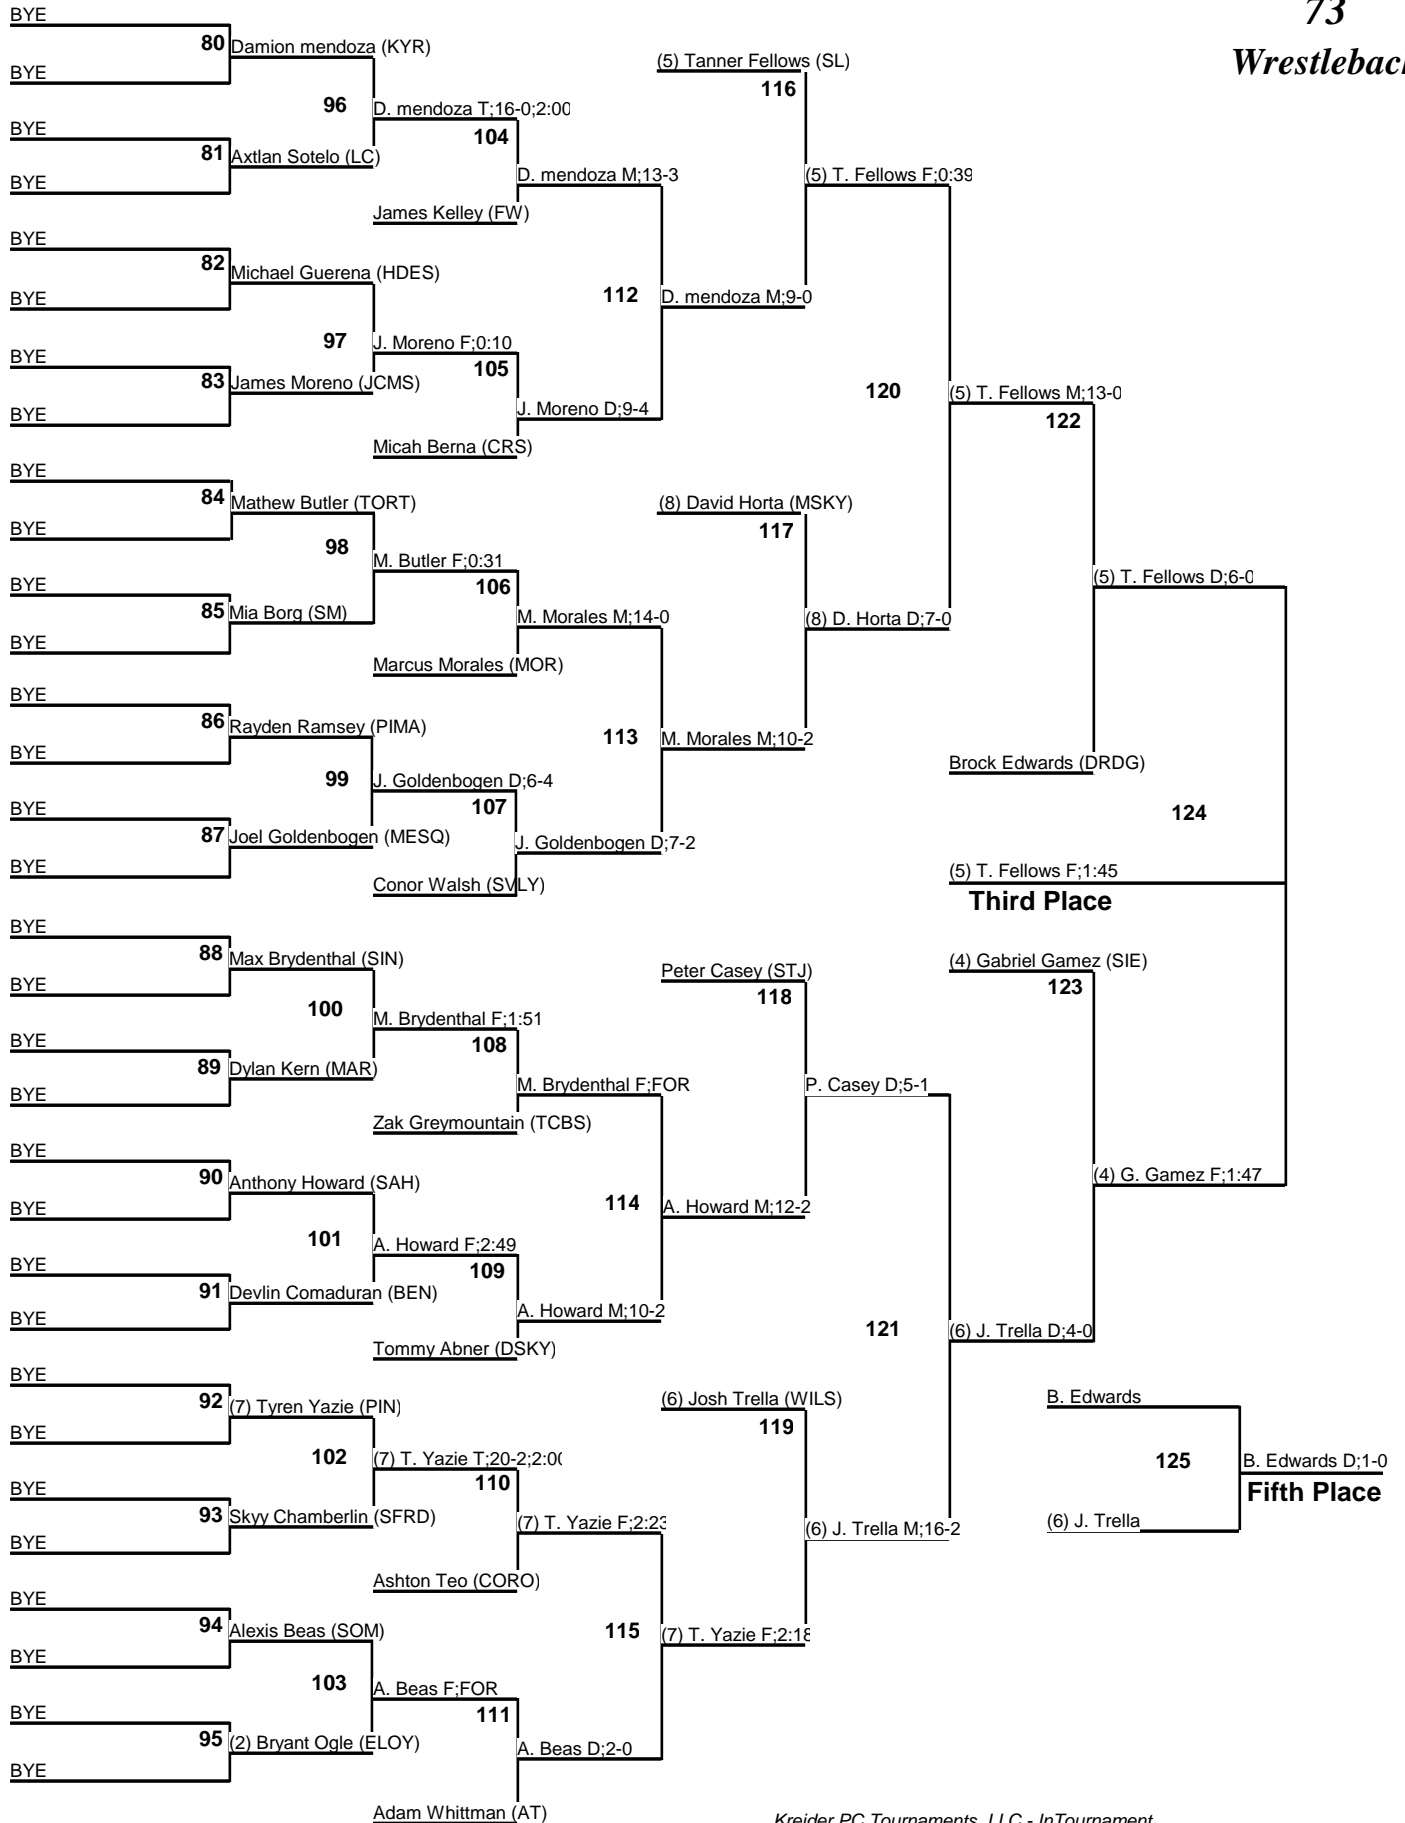 73
Wrestleback
BYE
80 Damion mendoza (KYR)
BYE
(5) Tanner Fellows (SL)
116
96 D. mendoza T;16-0;2:00
104
BYE
81 Axtlan Sotelo (LC)
BYE
D. mendoza M;13-3
(5) T. Fellows F;0:39
James Kelley (FW)
BYE
82 Michael Guerena (HDES)
BYE
112 D. mendoza M;9-0
97 J. Moreno F;0:10
105
BYE
83 James Moreno (JCMS)
BYE
120 (5) T. Fellows M;13-0
122
J. Moreno D;9-4
Micah Berna (CRS)
BYE
84 Mathew Butler (TORT)
BYE
(8) David Horta (MSKY)
117
98 M. Butler F;0:31
106
BYE
85 Mia Borg (SM)
BYE
(5) T. Fellows D;6-0
M. Morales M;14-0
(8) D. Horta D;7-0
Marcus Morales (MOR)
BYE
86 Rayden Ramsey (PIMA)
BYE
113 M. Morales M;10-2
Brock Edwards (DRDG)
99 J. Goldenbogen D;6-4
107
124
BYE
87 Joel Goldenbogen (MESQ)
BYE
J. Goldenbogen D;7-2
(5) T. Fellows F;1:45
Third Place
Conor Walsh (SVLY)
BYE
88 Max Brydenthal (SIN)
BYE
Peter Casey (STJ)
118
(4) Gabriel Gamez (SIE)
123
100 M. Brydenthal F;1:51
108
BYE
89 Dylan Kern (MAR)
BYE
M. Brydenthal F;FOR
P. Casey D;5-1
Zak Greymountain (TCBS)
BYE
90 Anthony Howard (SAH)
BYE
114 A. Howard M;12-2
(4) G. Gamez F;1:47
101 A. Howard F;2:49
109
BYE
91 Devlin Comaduran (BEN)
BYE
A. Howard M;10-2
121 (6) J. Trella D;4-0
Tommy Abner (DSKY)
BYE
92 (7) Tyren Yazie (PIN)
BYE
(6) Josh Trella (WILS)
119
B. Edwards
102 (7) T. Yazie T;20-2;2:00
110
125 B. Edwards D;1-0
Fifth Place
BYE
93 Skyy Chamberlin (SFRD)
BYE
(7) T. Yazie F;2:23
(6) J. Trella M;16-2
(6) J. Trella
Ashton Teo (CORO)
BYE
94 Alexis Beas (SOM)
BYE
115 (7) T. Yazie F;2:18
103 A. Beas F;FOR
111
BYE
95 (2) Bryant Ogle (ELOY)
BYE
A. Beas D;2-0
Adam Whittman (AT)
Kreider PC Tournaments, LLC - InTournament